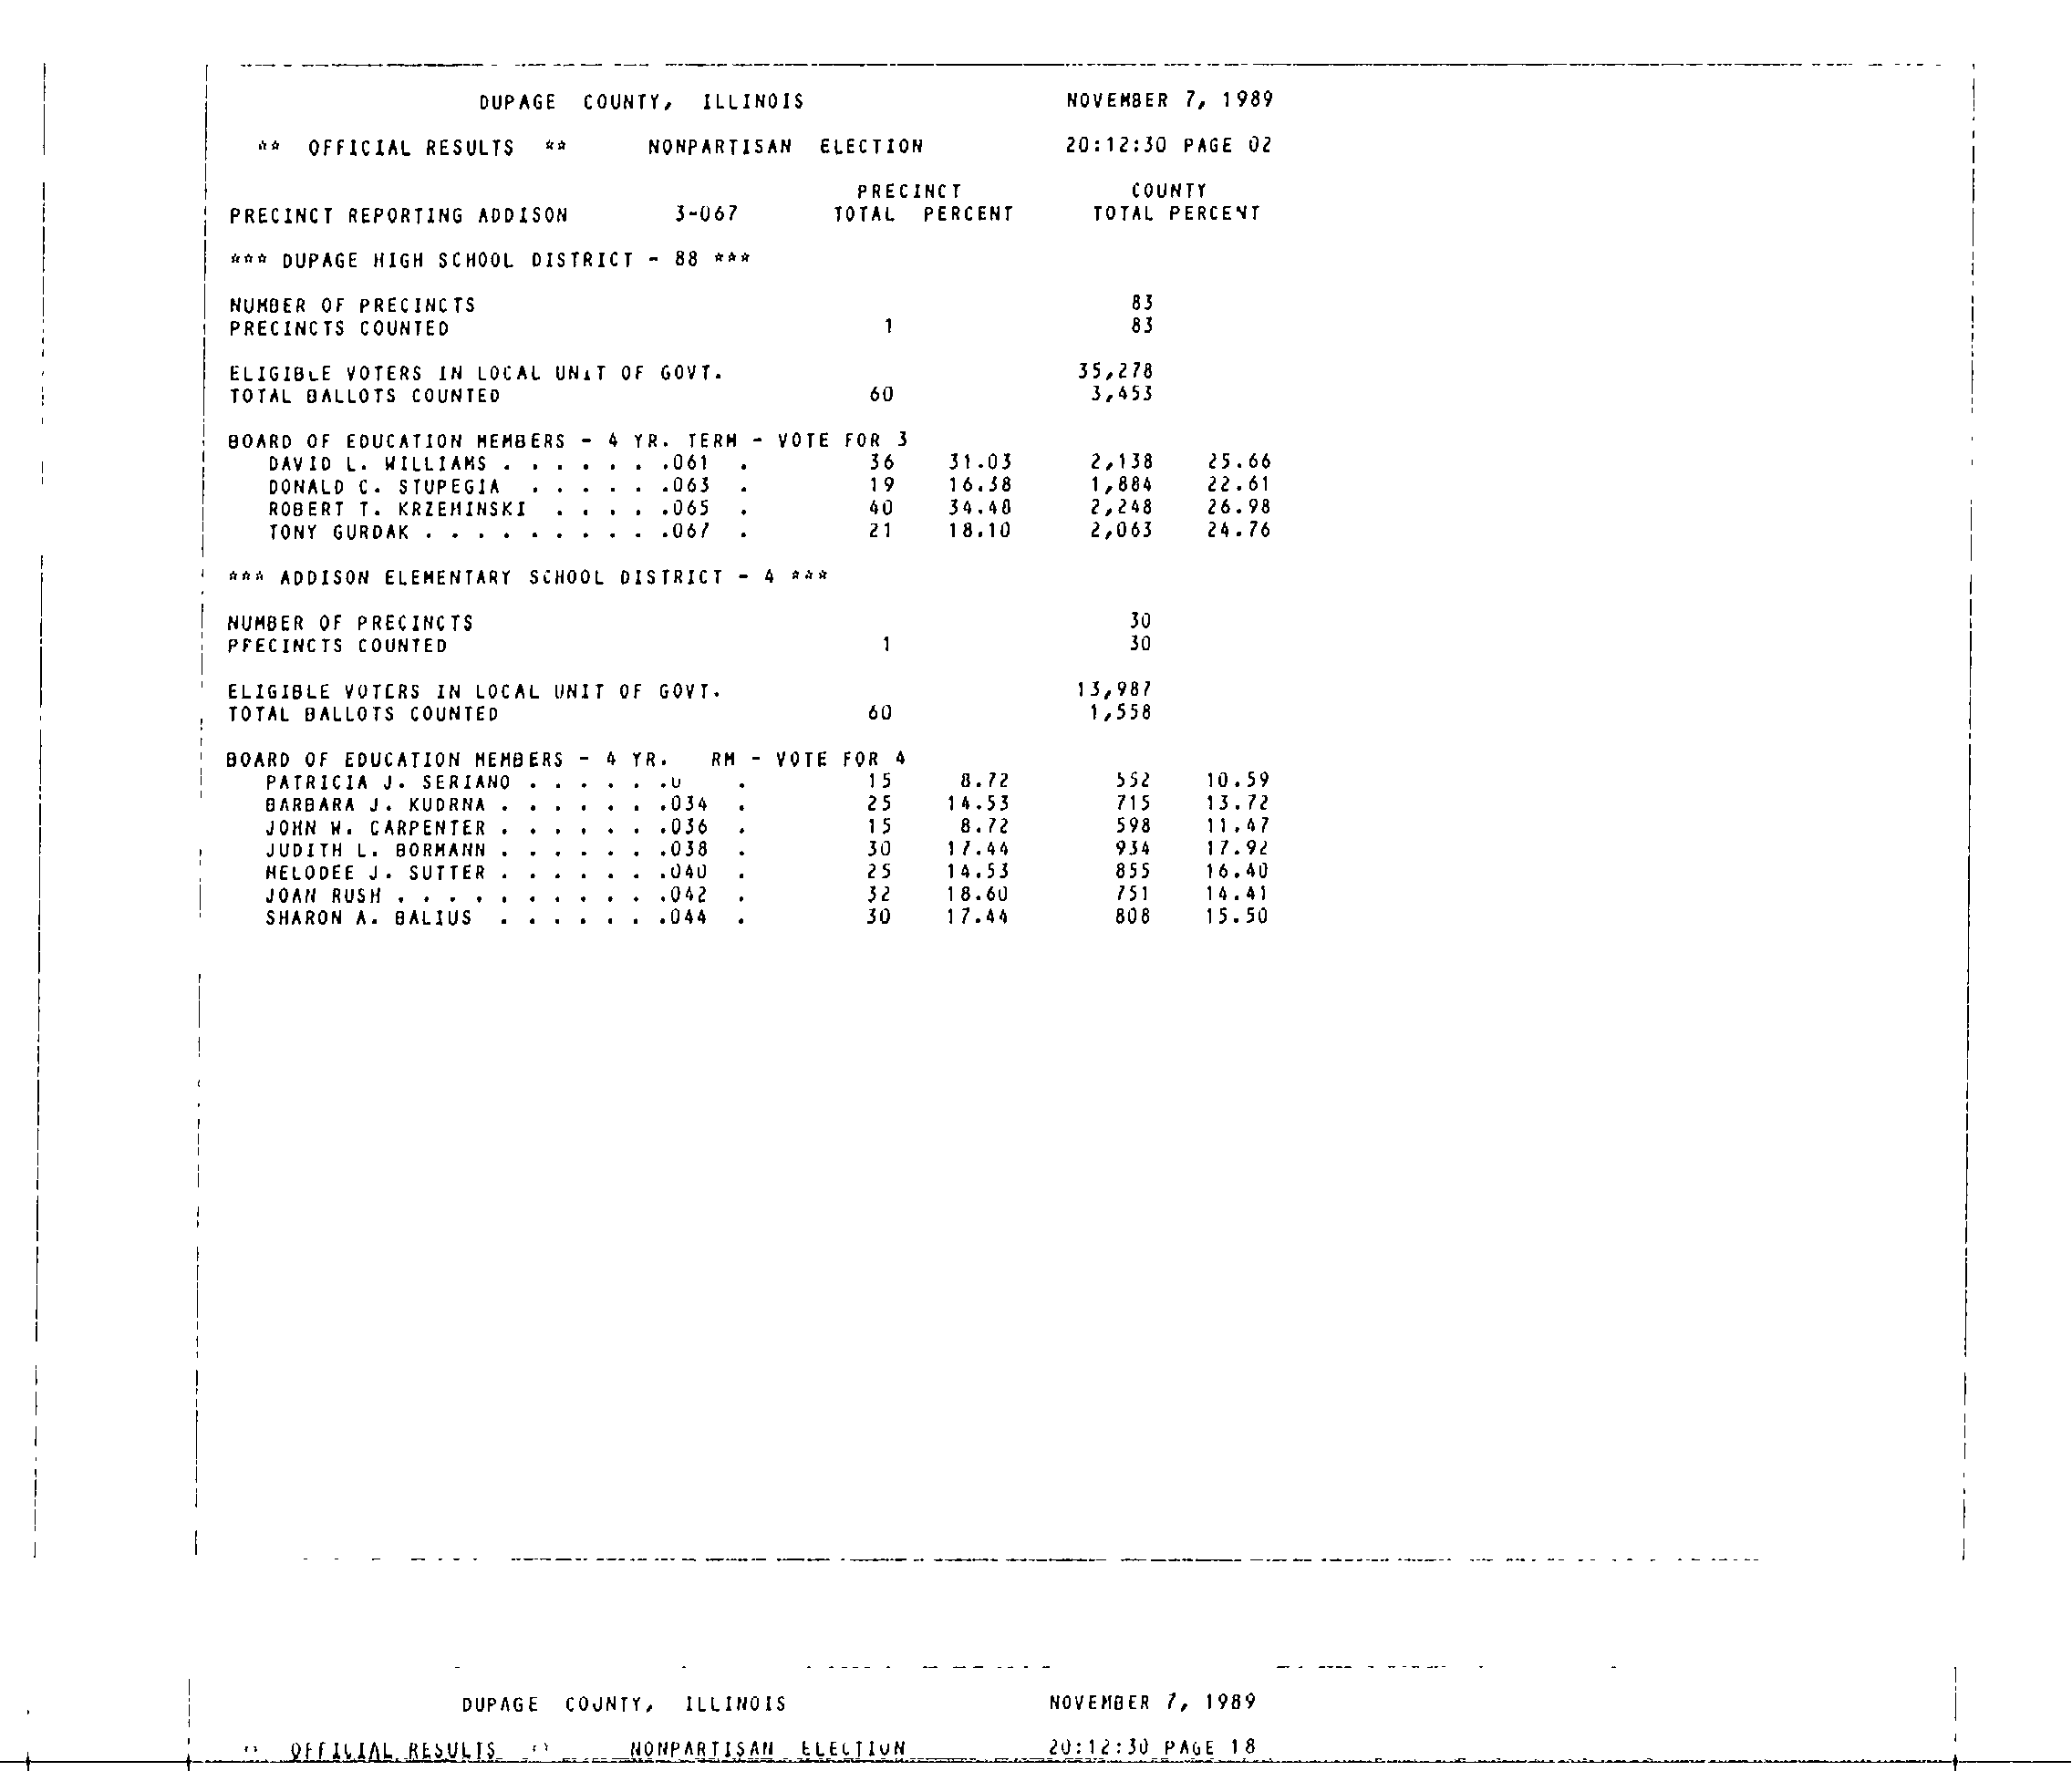 DUPAGE COUNTY, ILLINOIS NOVEMBER 7, 1989
** OFFICIAL RESULTS ** NONPARTISAN ELECTION 20:12:30 PAGE 02
PRECINCT COUNTY
PRECINCT REPORTING ADDISON 3-067 TOTAL PERCENT TOTAL PERCENT
*** DUPAGE HIGH SCHOOL DISTRICT - 88 ***
NUMBER OF PRECINCTS 83
PRECINCTS COUNTED 1 83
ELIGIBLE VOTERS IN LOCAL UNIT OF GOVT. 35,278
TOTAL BALLOTS COUNTED 60 3,453
BOARD OF EDUCATION MEMBERS - 4 YR. TERM - VOTE FOR 3
DAVID L. WILLIAMS . . . . . . .061 . 36 31.03 2,138 25.66
DONALD C. STUPEGIA . . . . . .063 . 19 16.38 1,884 22.61
ROBERT T. KRZEMINSKI . . . . .065 . 40 34.48 2,248 26.98
TONY GURDAK . . . . . . . . . .067 . 21 18.10 2,063 24.76
*** ADDISON ELEMENTARY SCHOOL DISTRICT - 4 ***
NUMBER OF PRECINCTS 30
PRECINCTS COUNTED 1 30
ELIGIBLE VOTERS IN LOCAL UNIT OF GOVT. 13,987
TOTAL BALLOTS COUNTED 60 1,558
BOARD OF EDUCATION MEMBERS - 4 YR. RM - VOTE FOR 4
PATRICIA J. SERIANO . . . . . . . 15 8.72 552 10.59
BARBARA J. KUDRNA . . . . . . .034 . 25 14.53 715 13.72
JOHN W. CARPENTER . . . . . . .036 . 15 8.72 598 11.47
JUDITH L. BORMANN . . . . . . .038 . 30 17.44 934 17.92
MELODEE J. SUTTER . . . . . . .040 . 25 14.53 855 16.40
JOAN RUSH . . . . . . . . . . .042 . 32 18.60 751 14.41
SHARON A. BALIUS . . . . . . .044 . 30 17.44 808 15.50
DUPAGE COUNTY, ILLINOIS NOVEMBER 7, 1989
OFFICIAL RESULTS NONPARTISAN ELECTION 20:12:30 PAGE 18